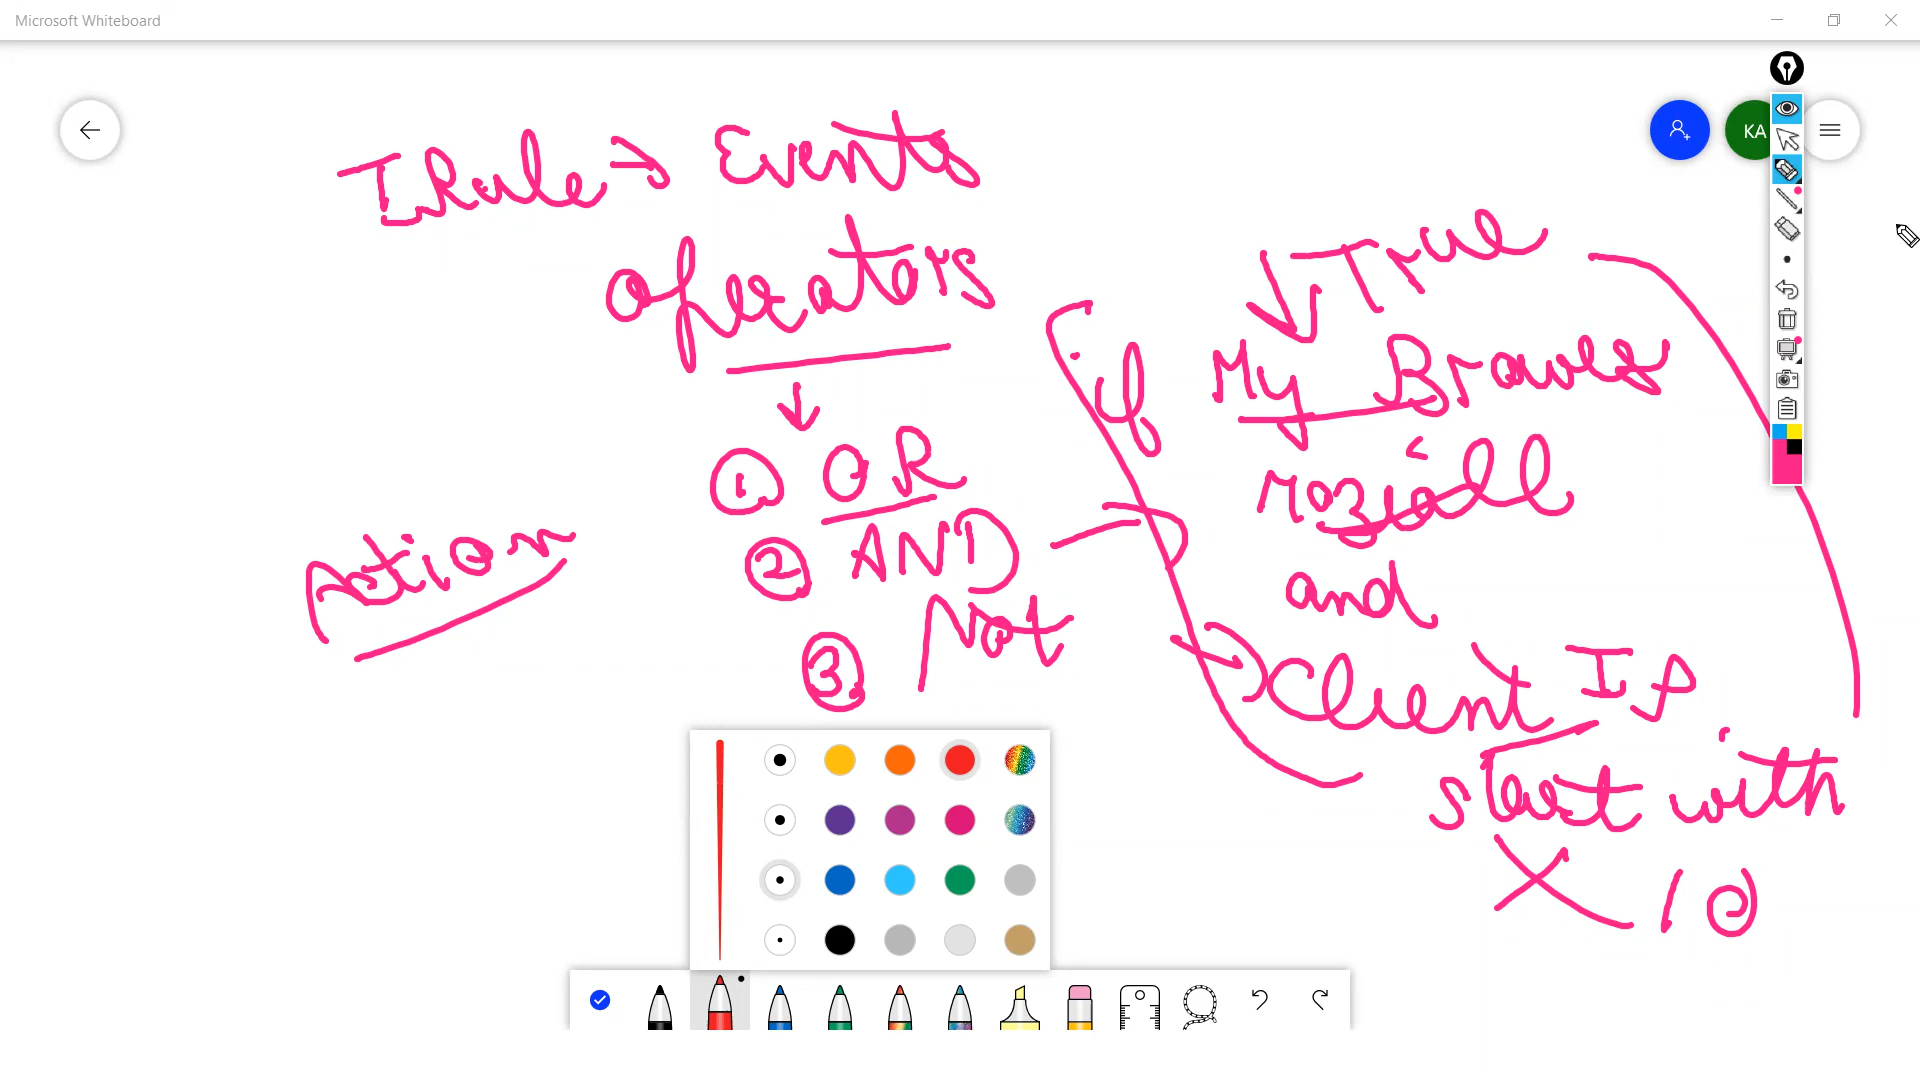 Microsoft Whiteboard
KA
IRule → Events
operators
① OR
② AND
③ Not
Action
True
if My Browser
mozilla
and
Client IP
start with
10